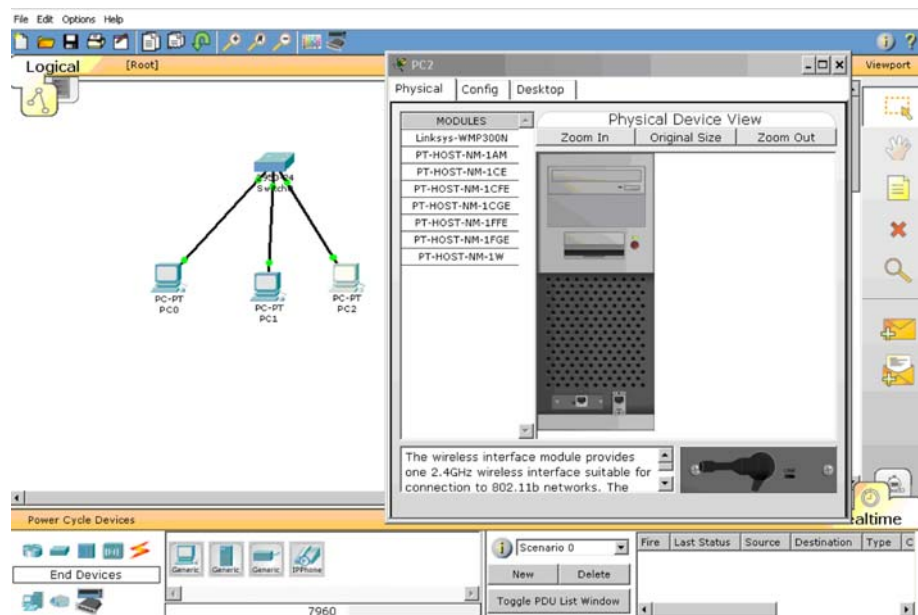 File Edit Options Help
Logical [Root] Viewport
PC2
Physical Config Desktop
MODULES
Linksys-WMP300N
PT-HOST-NM-1AM
PT-HOST-NM-1CE
PT-HOST-NM-1CFE
PT-HOST-NM-1CGE
PT-HOST-NM-1FFE
PT-HOST-NM-1FGE
PT-HOST-NM-1W
Physical Device View
Zoom In Original Size Zoom Out
PC-PT
PC0
PC-PT
PC1
PC-PT
PC2
The wireless interface module provides
one 2.4GHz wireless interface suitable for
connection to 802.11b networks. The
Power Cycle Devices
ealtime
End Devices
Generic Generic Generic IPPhone
7960
Scenario 0
New Delete
Toggle PDU List Window
Fire Last Status Source Destination Type C